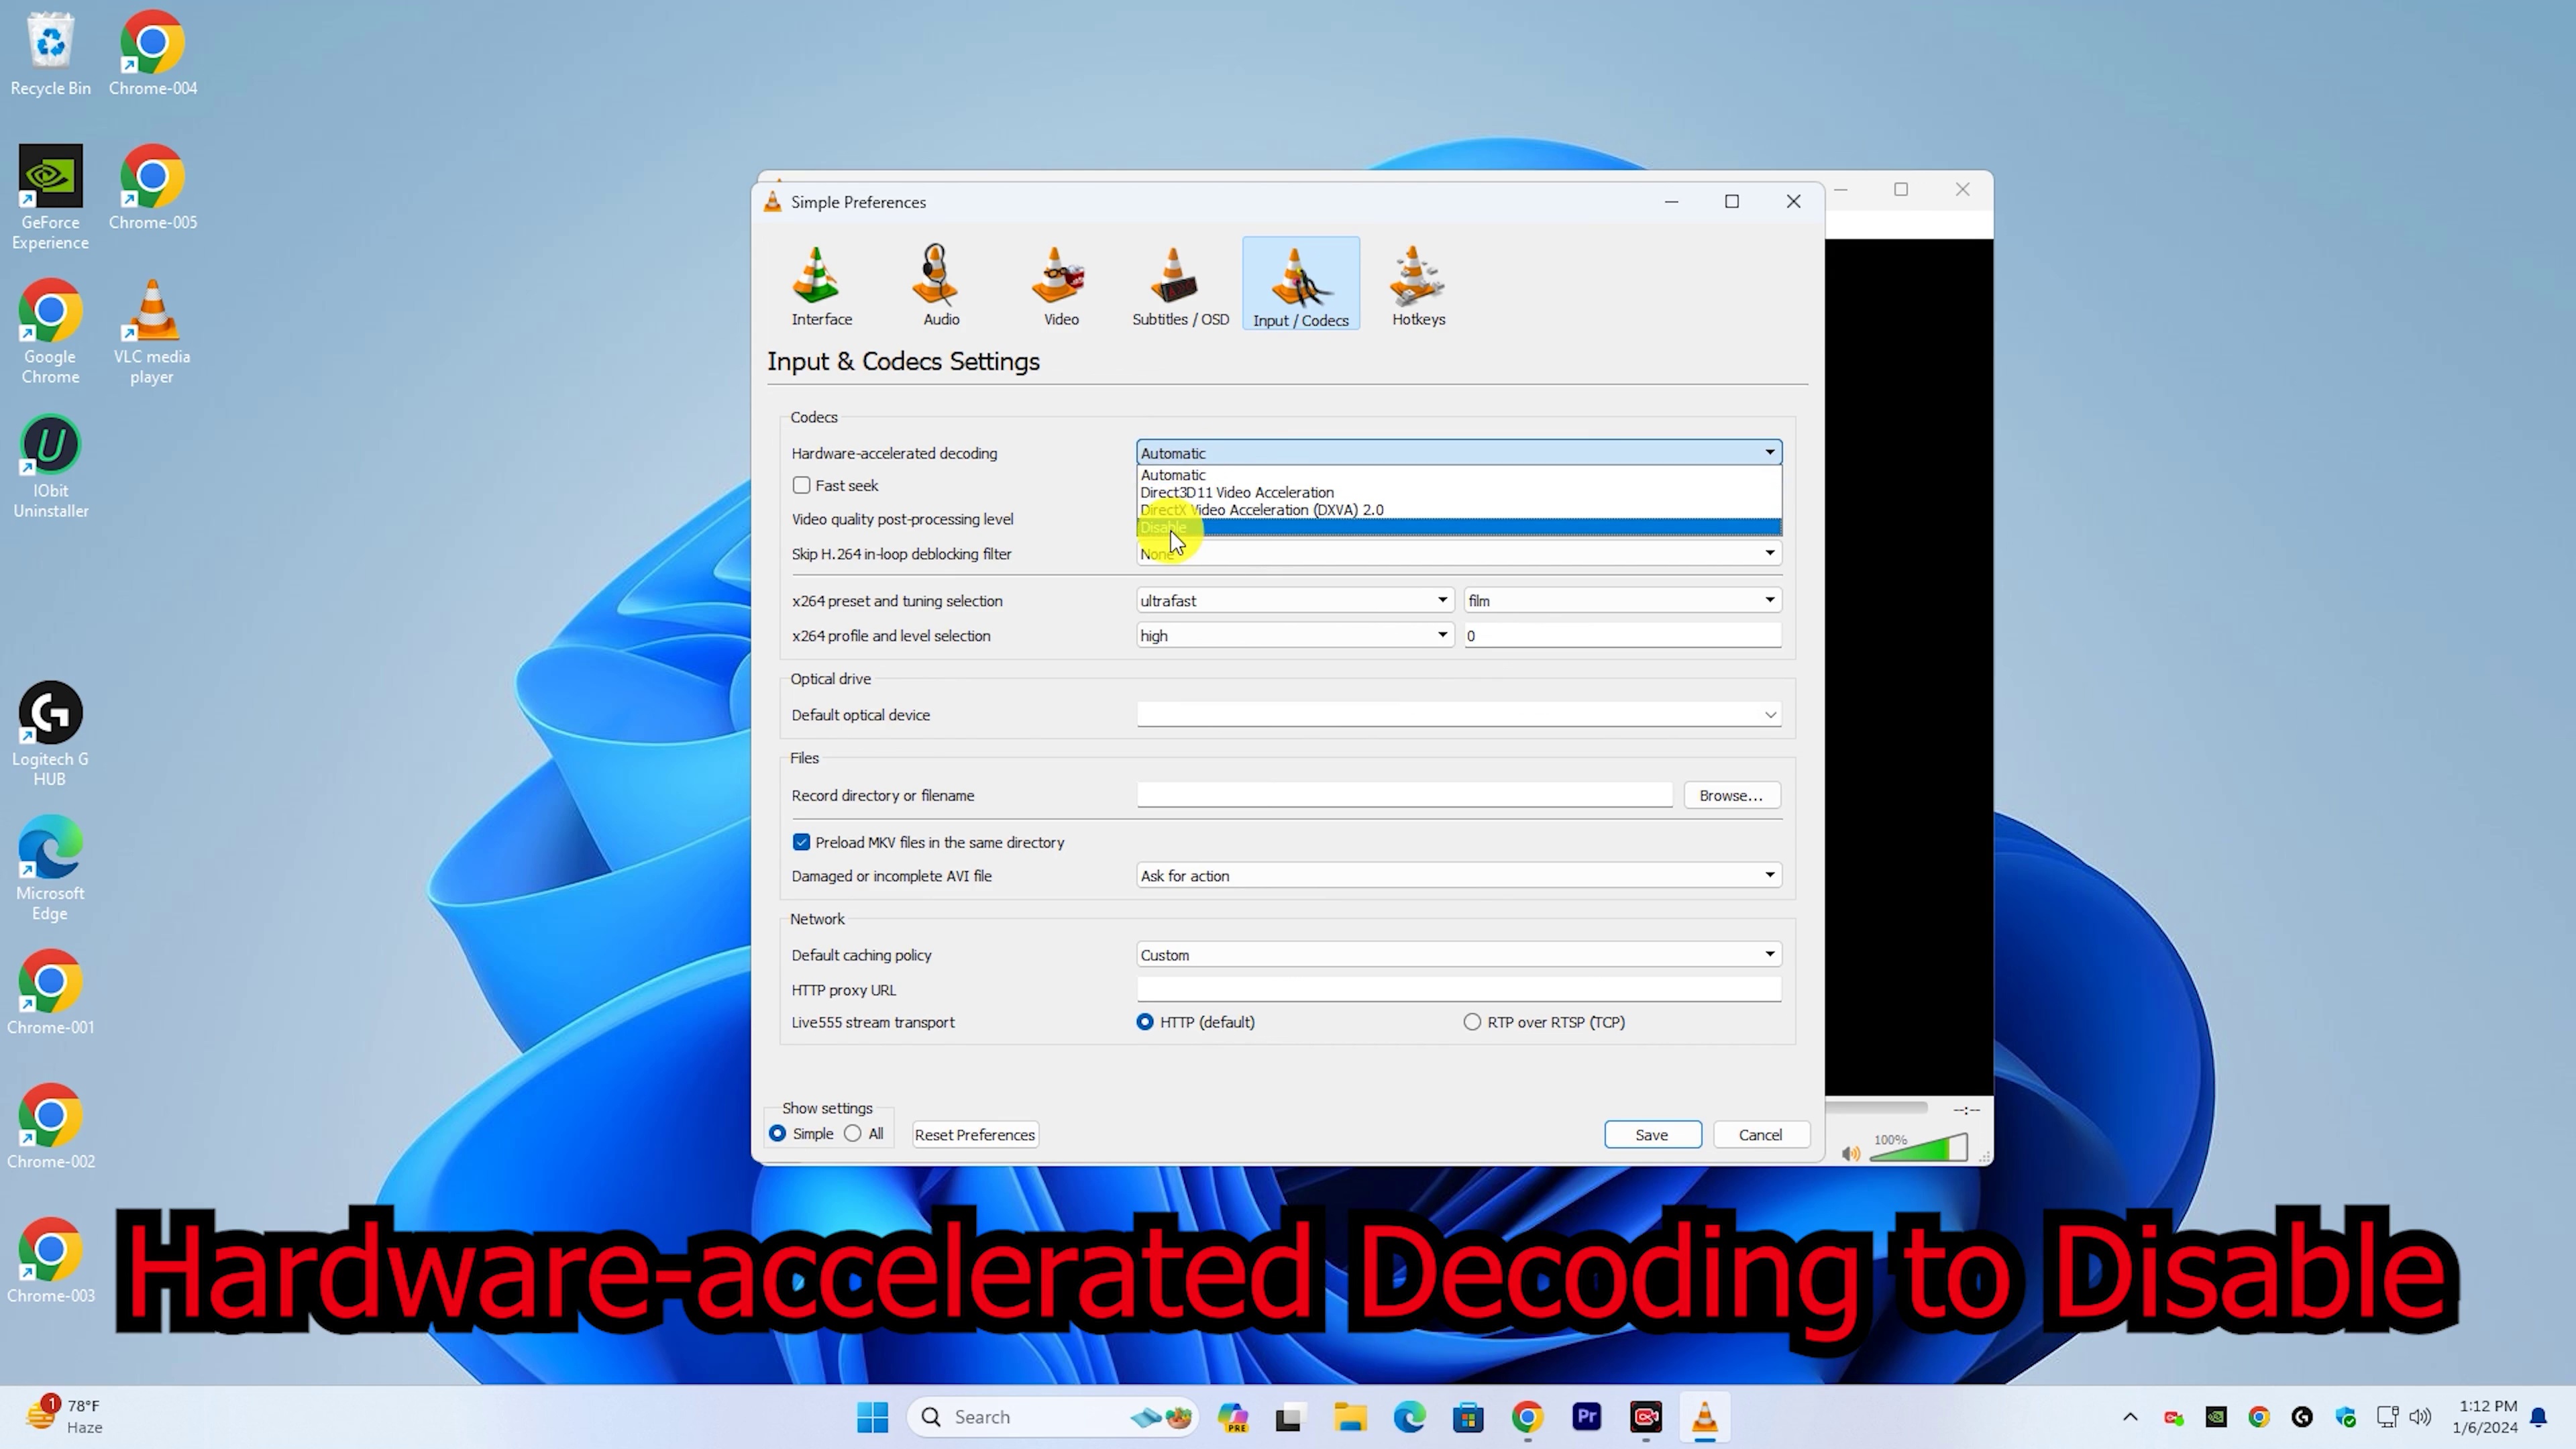 Recycle Bin
Chrome-004
GeForce
Experience
Chrome-005
Google
Chrome
VLC media
player
IObit
Uninstaller
Logitech G
HUB
Microsoft
Edge
Chrome-001
Chrome-002
Chrome-003
Simple Preferences
Interface
Audio
Video
Subtitles / OSD
Input / Codecs
Hotkeys
Input & Codecs Settings
Codecs
Hardware-accelerated decoding
Automatic
Automatic
Direct3D11 Video Acceleration
DirectX Video Acceleration (DXVA) 2.0
Disable
Fast seek
Video quality post-processing level
Skip H.264 in-loop deblocking filter
None
x264 preset and tuning selection
ultrafast
film
x264 profile and level selection
high
0
Optical drive
Default optical device
Files
Record directory or filename
Browse...
Preload MKV files in the same directory
Damaged or incomplete AVI file
Ask for action
Network
Default caching policy
Custom
HTTP proxy URL
Live555 stream transport
HTTP (default)
RTP over RTSP (TCP)
Show settings
Simple
All
Reset Preferences
Save
Cancel
--:--
100%
Hardware-accelerated Decoding to Disable
1
78°F
Haze
Search
PRE
Pr
1:12 PM
1/6/2024